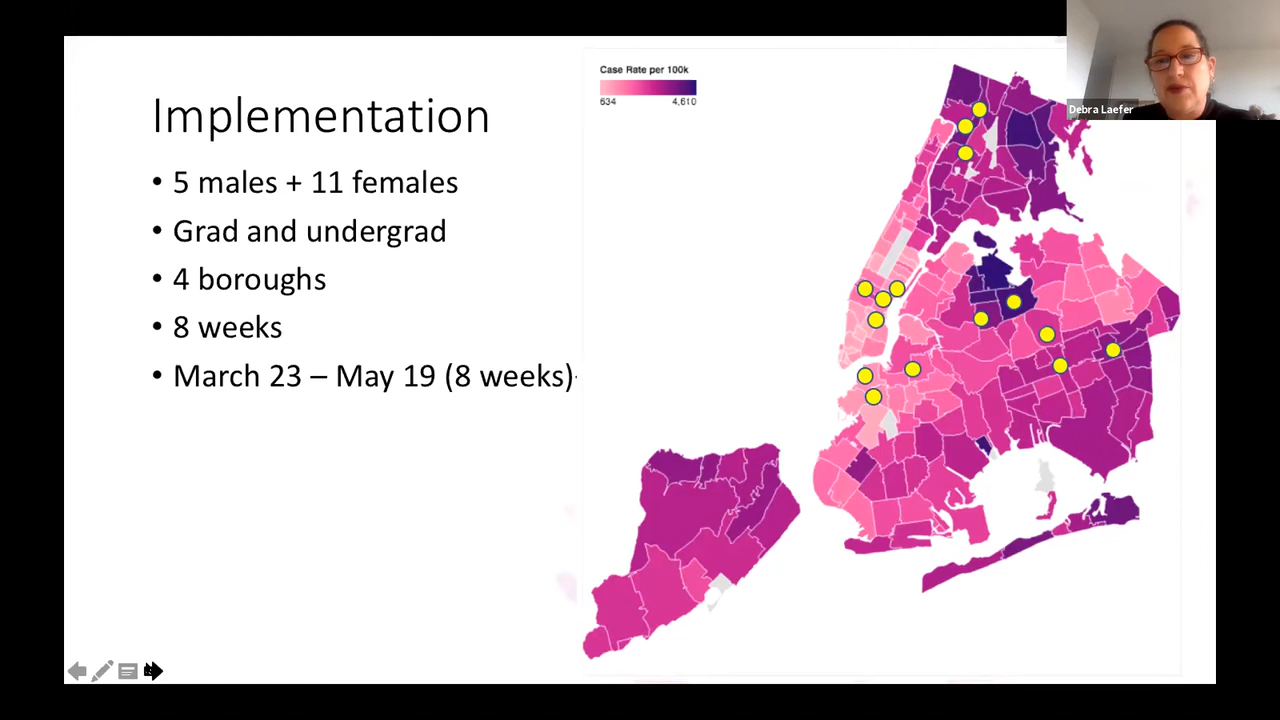 Implementation
• 5 males + 11 females
• Grad and undergrad
• 4 boroughs
• 8 weeks
• March 23 – May 19 (8 weeks)
Case Rate per 100k
634 4,610
Debra Laefer